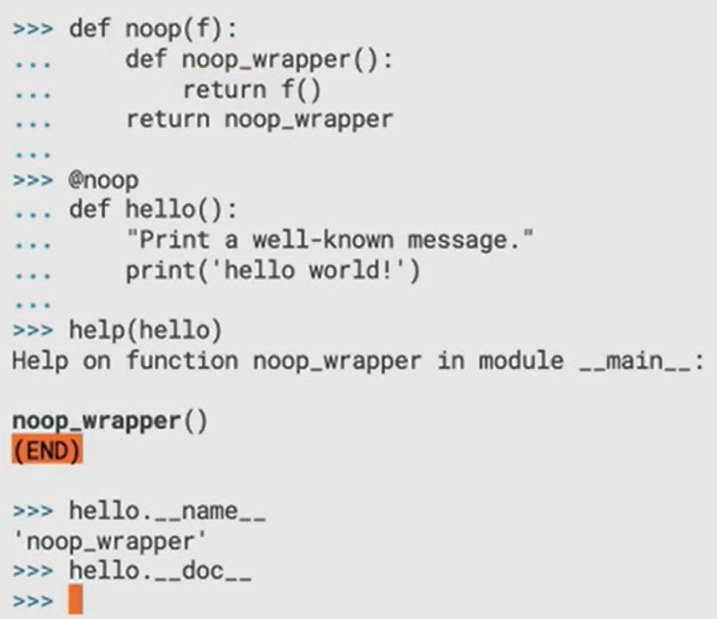 >>> def noop(f):
...     def noop_wrapper():
...         return f()
...     return noop_wrapper
...
>>> @noop
... def hello():
...     "Print a well-known message."
...     print('hello world!')
...
>>> help(hello)
Help on function noop_wrapper in module __main__:

noop_wrapper()
(END)

>>> hello.__name__
'noop_wrapper'
>>> hello.__doc__
>>>